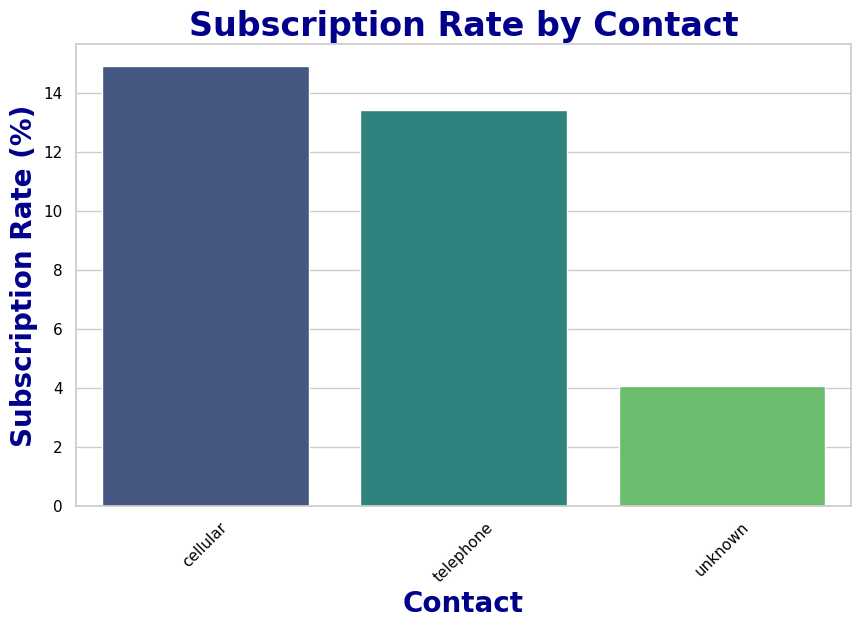 Subscription Rate by Contact
Subscription Rate (%)
14
12
10
8
6
4
2
0
cellular
telephone
unknown
Contact